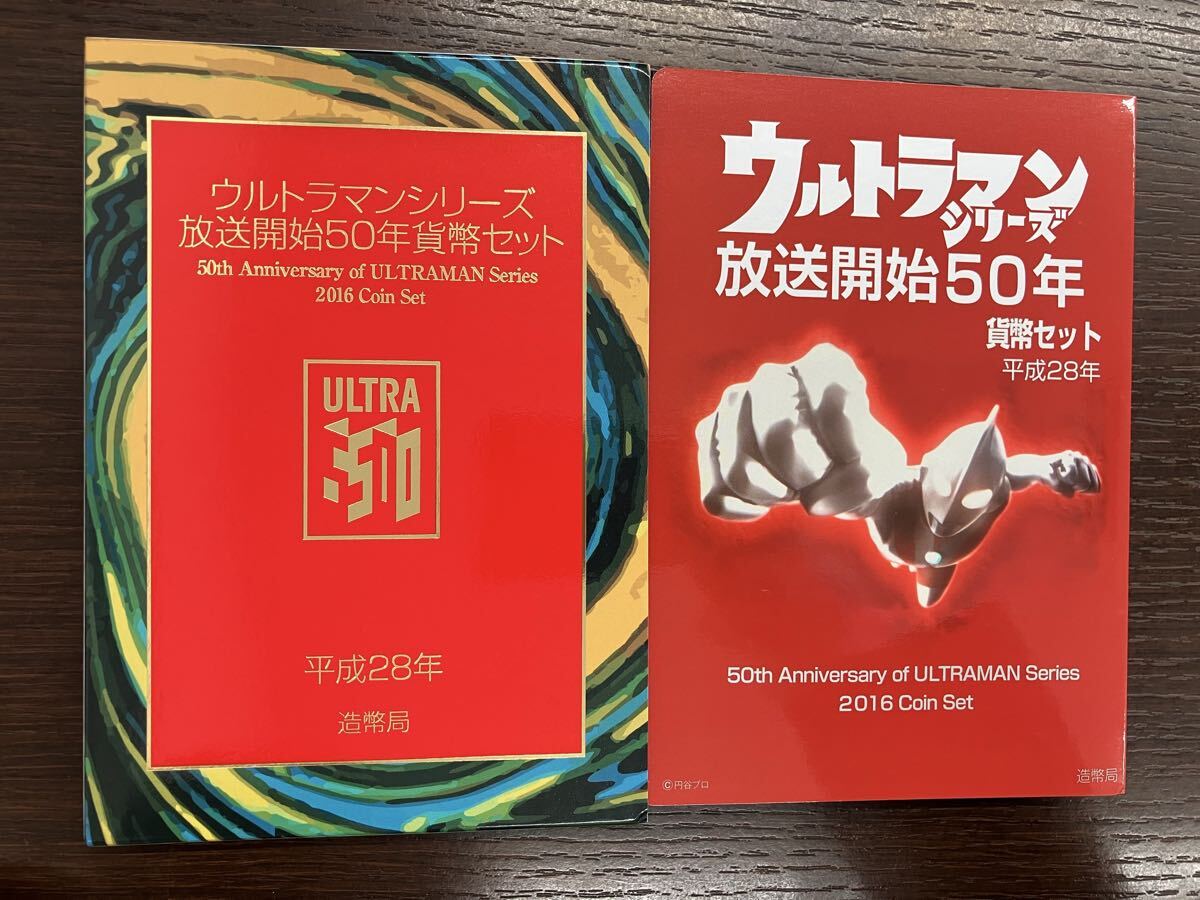 ウルトラマンシリーズ
放送開始50年貨幣セット
50th Anniversary of ULTRAMAN Series
2016 Coin Set
ULTRA
50
平成28年
造幣局
ウルトラマン
シリーズ
放送開始50年
貨幣セット
平成28年
50th Anniversary of ULTRAMAN Series
2016 Coin Set
©円谷プロ
造幣局